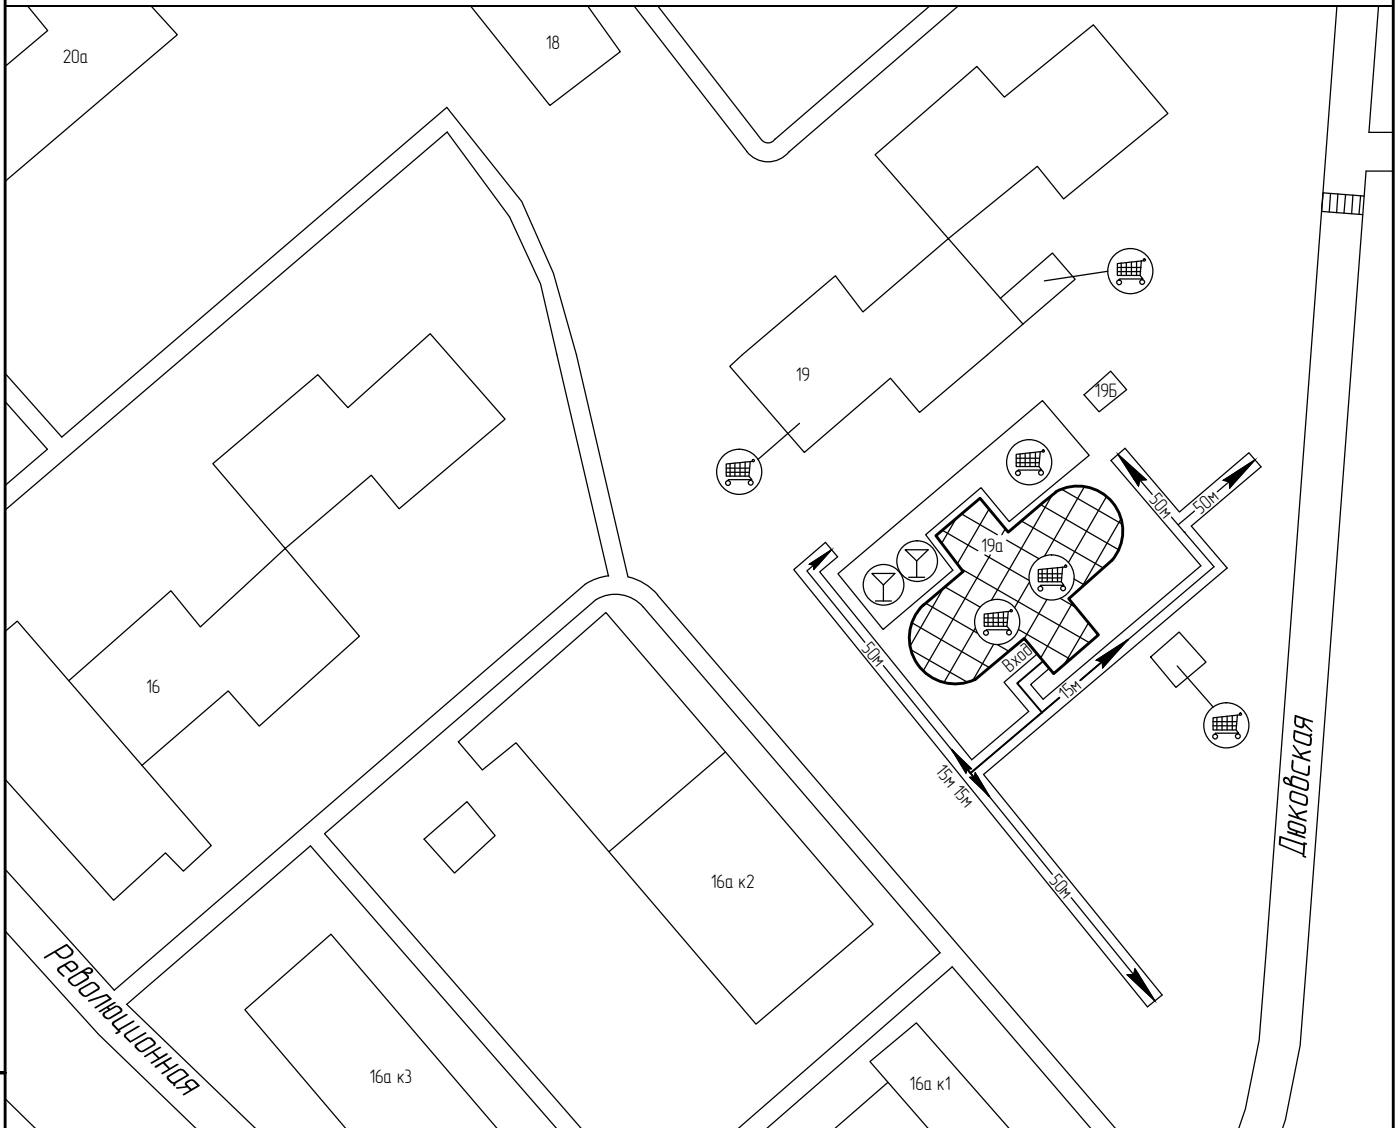 20а
18
19
19Б
50м
50м
19а
50м
Вход
16
15м
Дюковская
15м 15м
16а к2
50м
Революционная
16а к3
16а к1